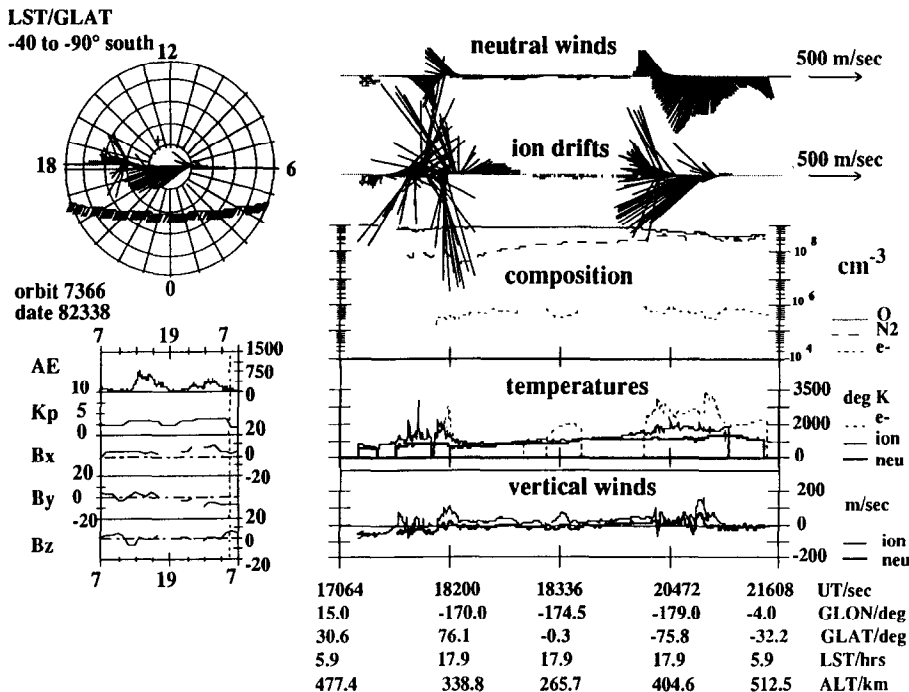 LST/GLAT
-40 to -90° south
12
18
6
0
orbit 7366
date 82338
7 19 7
AE
1500
750
0
Kp
10
5
0
20
Bx
0
-20
By
20
0
-20
20
Bz
0
-20
7 19 7
neutral winds
500 m/sec
ion drifts
500 m/sec
composition
10 8
10 6
10 4
cm-3
O
N2
e-
temperatures
3500
2000
0
deg K
e-
ion
neu
vertical winds
200
0
-200
m/sec
ion
neu
17064 18200 18336 20472 21608 UT/sec
15.0 -170.0 -174.5 -179.0 -4.0 GLON/deg
30.6 76.1 -0.3 -75.8 -32.2 GLAT/deg
5.9 17.9 17.9 17.9 5.9 LST/hrs
477.4 338.8 265.7 404.6 512.5 ALT/km